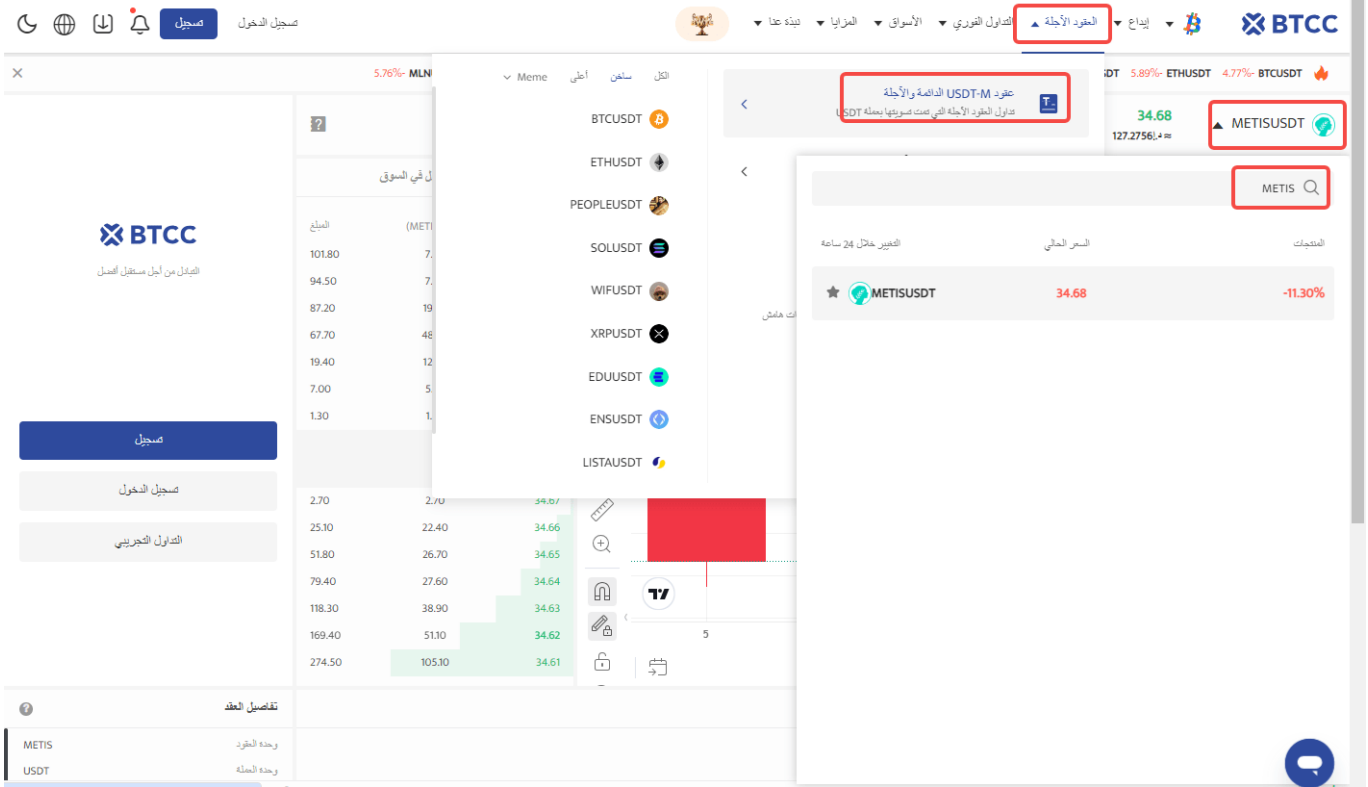 BTCC
إيداع
العقود الآجلة
التداول الفوري
الأسواق
المزايا
نبذة عنا
تسجيل الدخول
تسجيل
BTCUSDT -4.77%
ETHUSDT -5.89%
5.76%-
METISUSDT
34.68
عقود USDT-M الدائمة والآجلة
تداول العقود الآجلة التي تمت تسويتها بعملة USDT
الكل
ساخن
أعلى
Meme
BTCUSDT
ETHUSDT
PEOPLEUSDT
SOLUSDT
WIFUSDT
XRPUSDT
EDUUSDT
ENSUSDT
LISTAUSDT
METIS
المنتجات
السعر الحالي
التغيير خلال 24 ساعة
METISUSDT 34.68 -11.30%
المبلغ
101.80
94.50
87.20
67.70
19.40
7.00
1.30
2.70 2.70 34.67
25.10 22.40 34.66
51.80 26.70 34.65
79.40 27.60 34.64
118.30 38.90 34.63
169.40 51.10 34.62
274.50 105.10 34.61
5
BTCC
التبادل من أجل مستقبل أفضل
تسجيل
تسجيل الدخول
التداول التجريبي
تفاصيل العقد
وحدة العقود METIS
وحدة العملة USDT